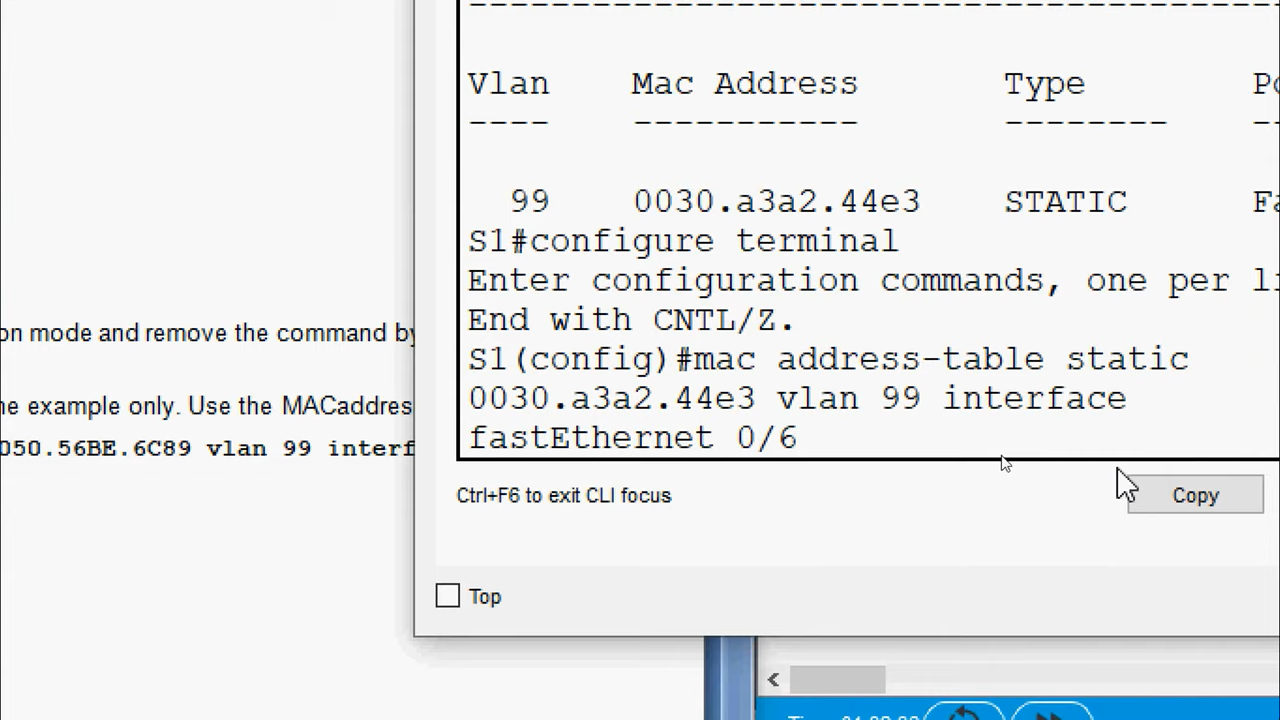 Vlan Mac Address Type
---- ----------- --------
99 0030.a3a2.44e3 STATIC Fa
S1#configure terminal
Enter configuration commands, one per li
End with CNTL/Z.
S1(config)#mac address-table static
0030.a3a2.44e3 vlan 99 interface
fastEthernet 0/6
on mode and remove the command by
ne example only. Use the MACaddres
050.56BE.6C89 vlan 99 interf
Ctrl+F6 to exit CLI focus
Copy
Top